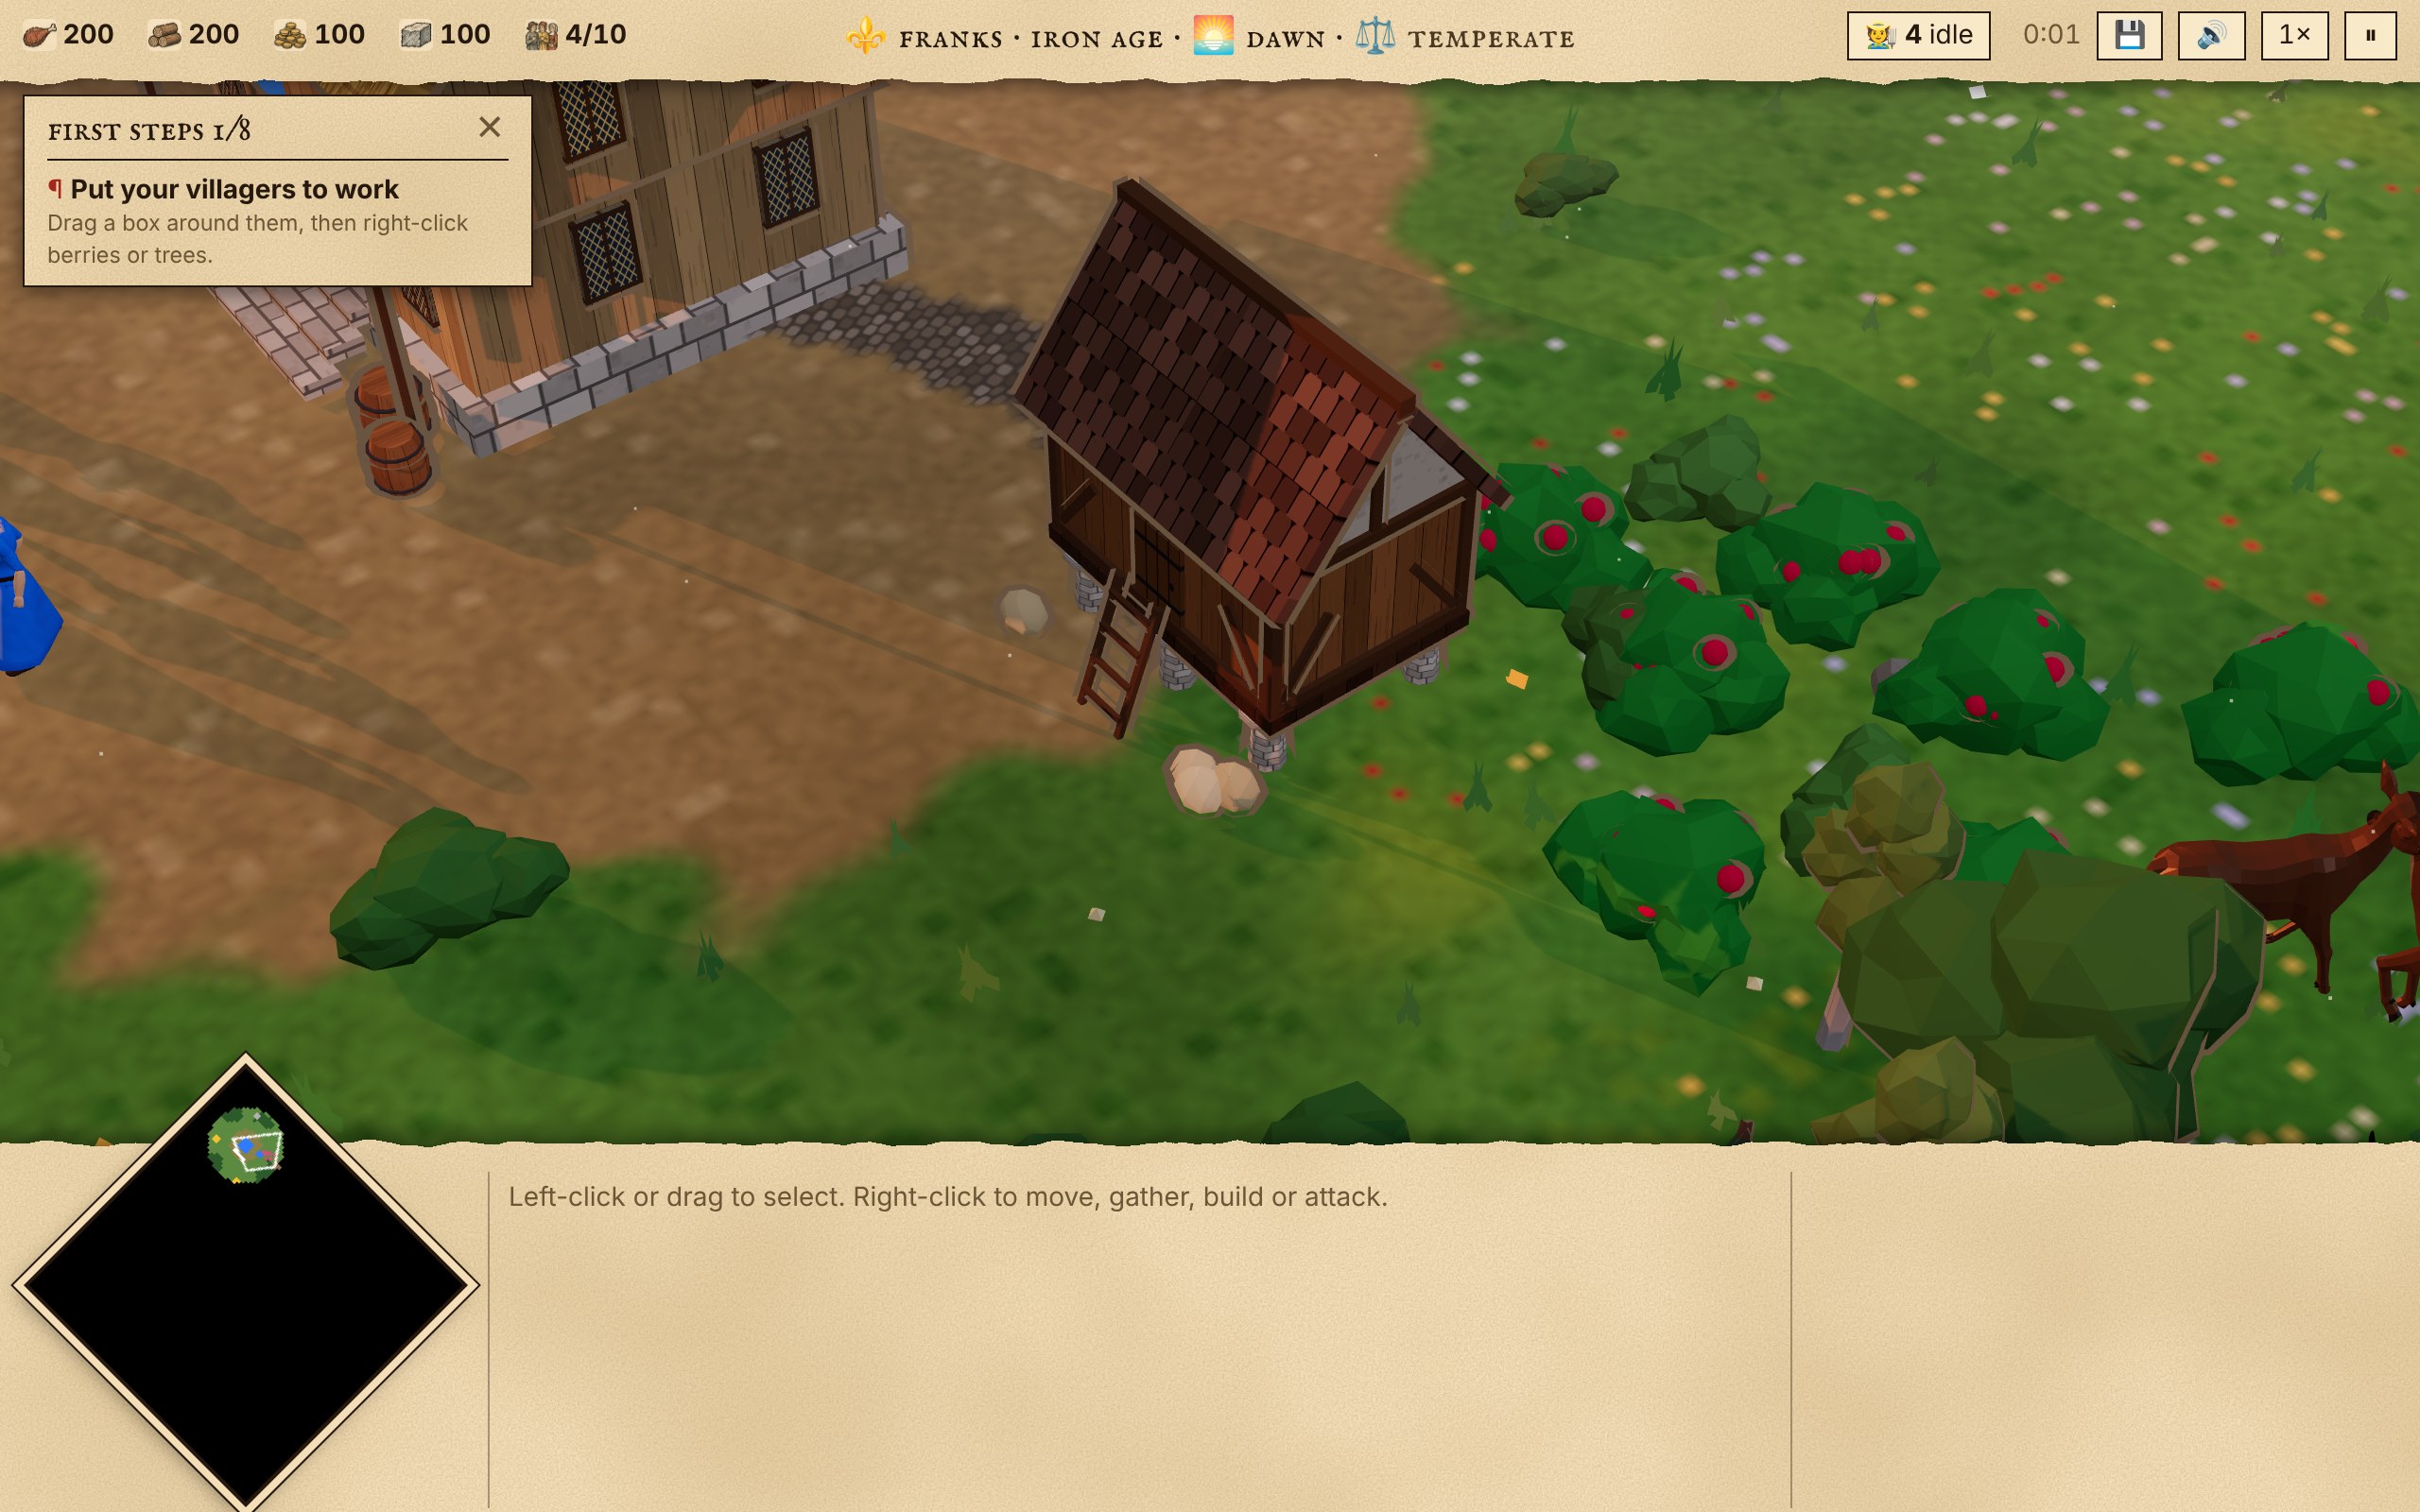 200 200 100 100 4/10 FRANKS · IRON AGE · DAWN · TEMPERATE 4 idle 0:01 1×
FIRST STEPS 1/8
¶ Put your villagers to work
Drag a box around them, then right-click
berries or trees.
Left-click or drag to select. Right-click to move, gather, build or attack.